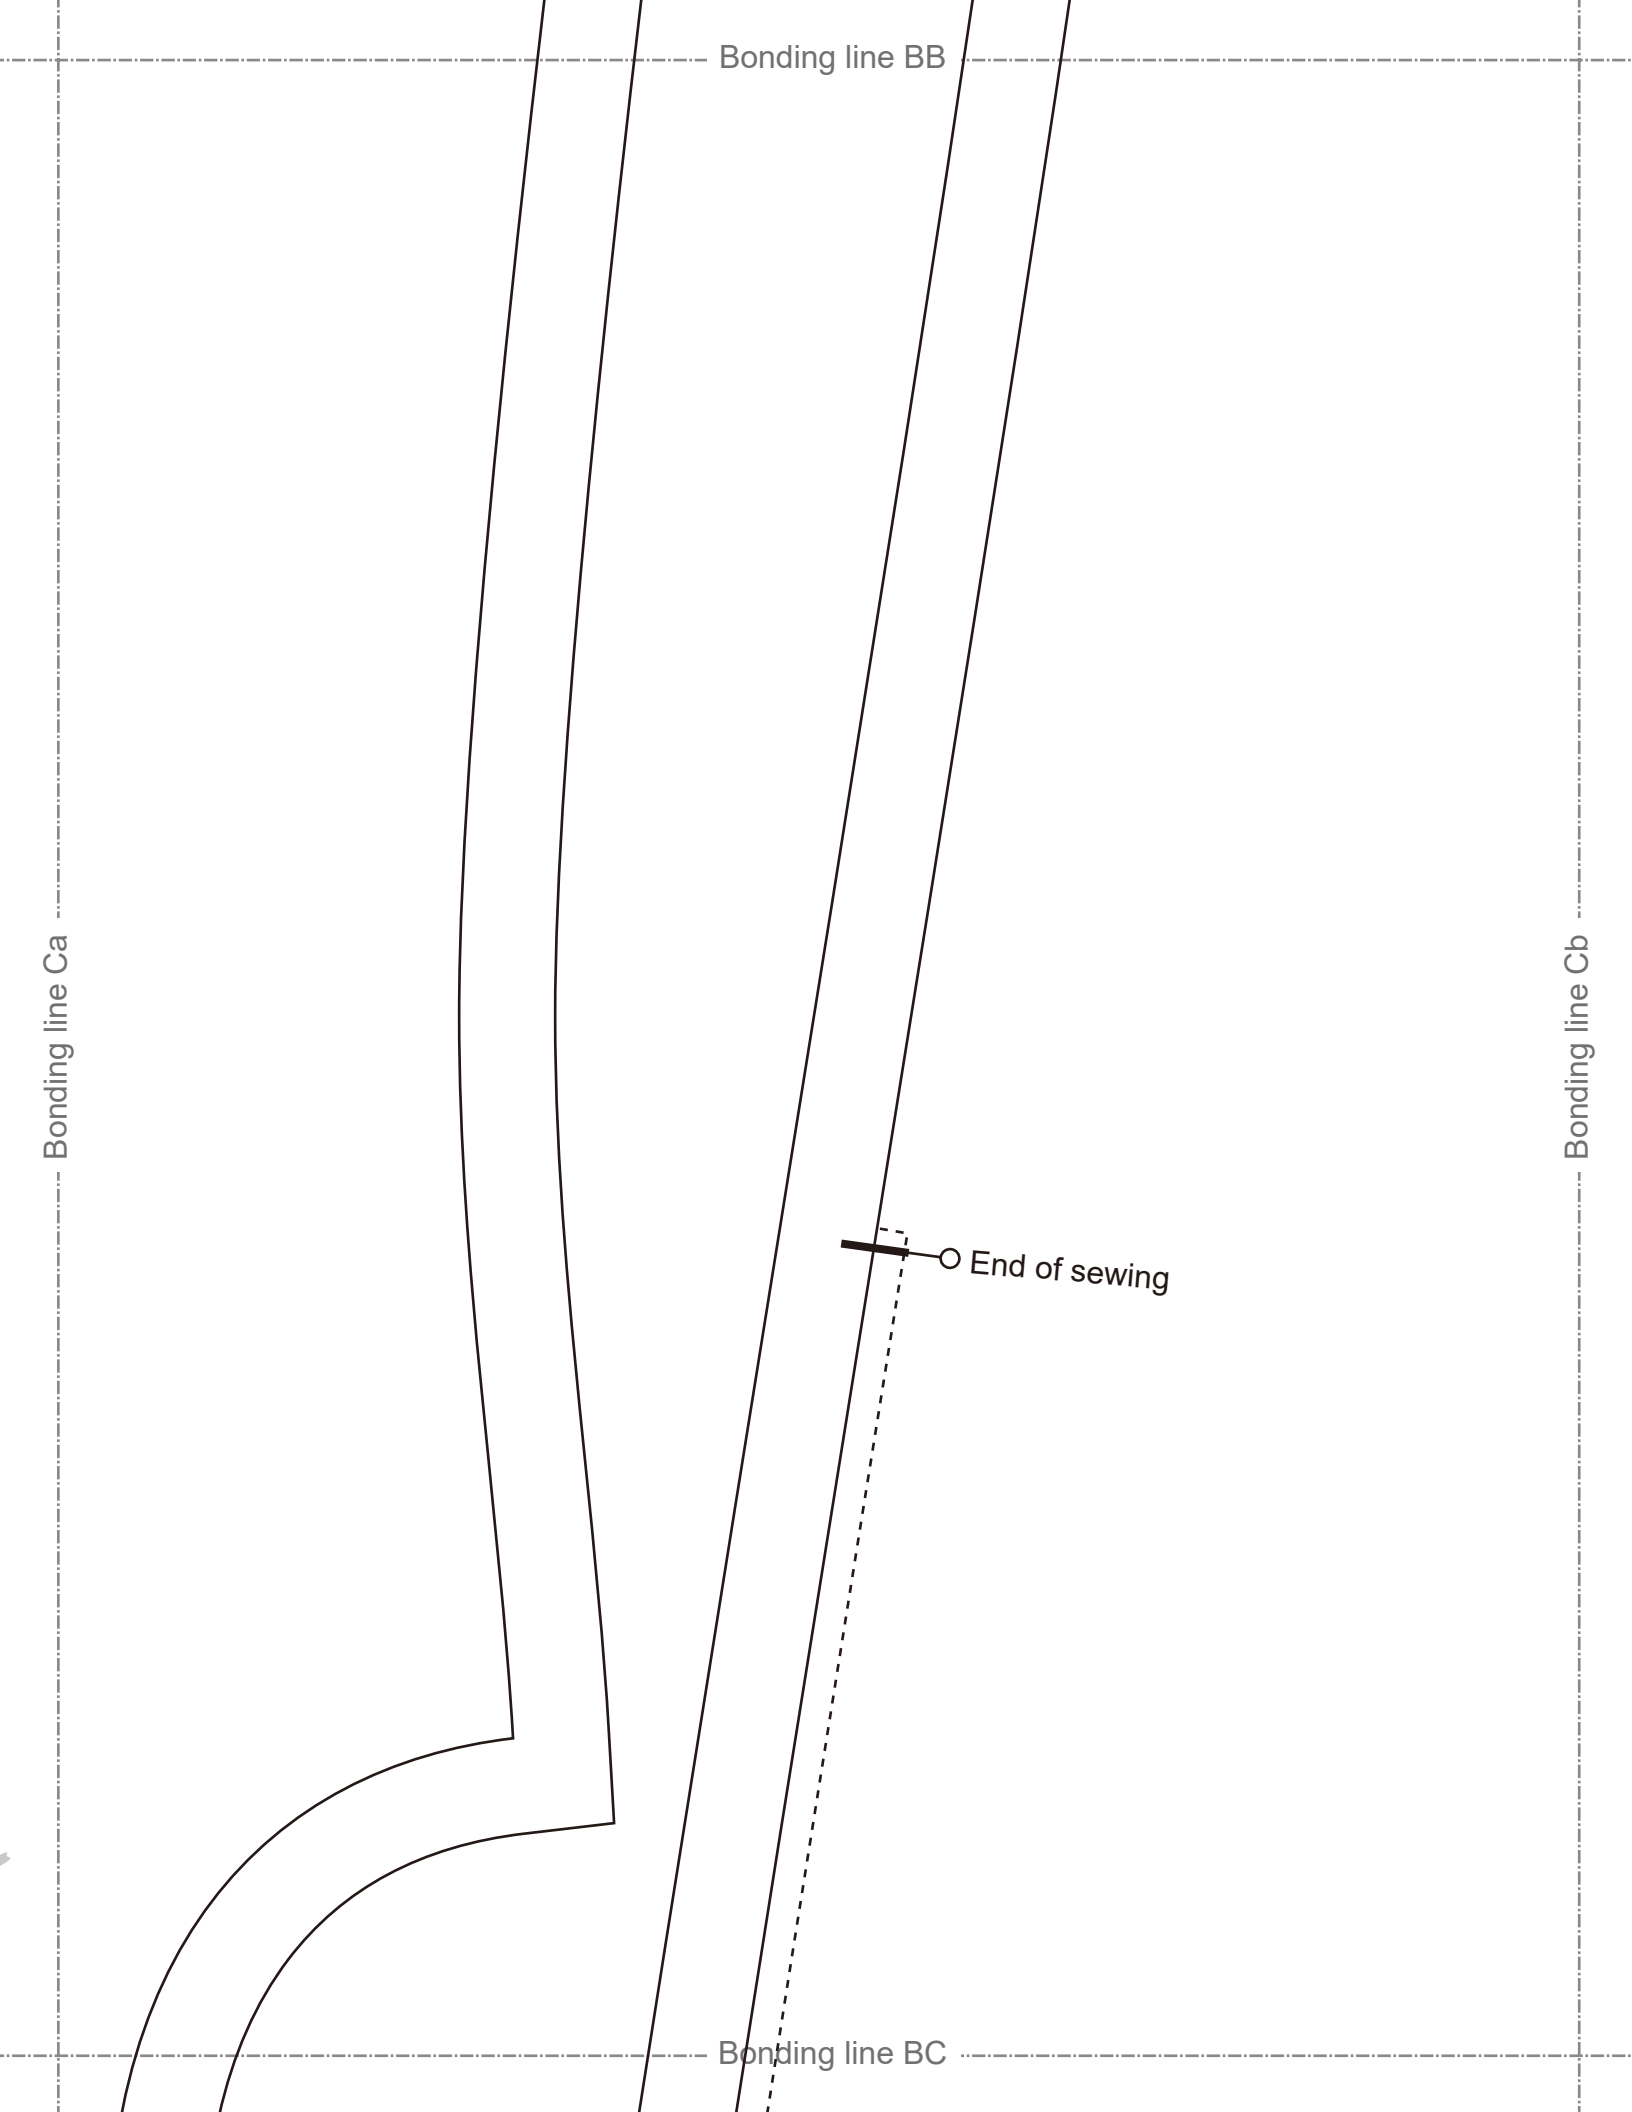 Bonding line BB
Bonding line Ca
Bonding line Cb
End of sewing
Bonding line BC